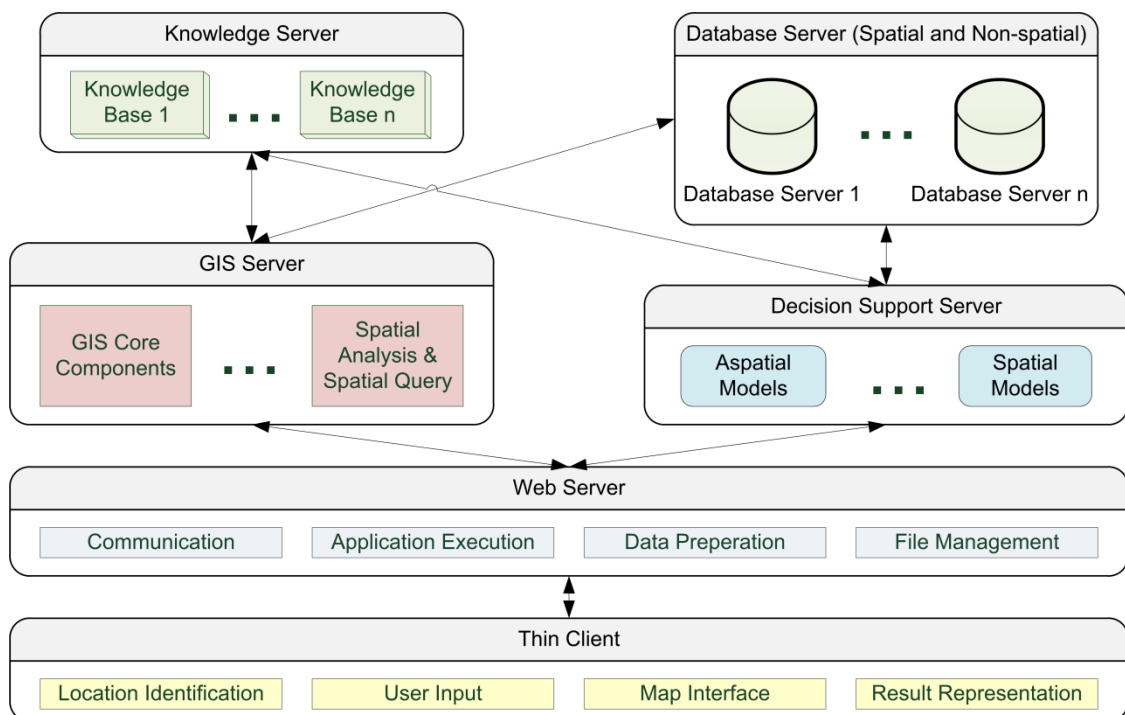 Knowledge Server
Knowledge
Base 1
Knowledge
Base n
Database Server (Spatial and Non-spatial)
Database Server 1
Database Server n
GIS Server
GIS Core
Components
Spatial
Analysis &
Spatial Query
Decision Support Server
Aspatial
Models
Spatial
Models
Web Server
Communication
Application Execution
Data Preperation
File Management
Thin Client
Location Identification
User Input
Map Interface
Result Representation